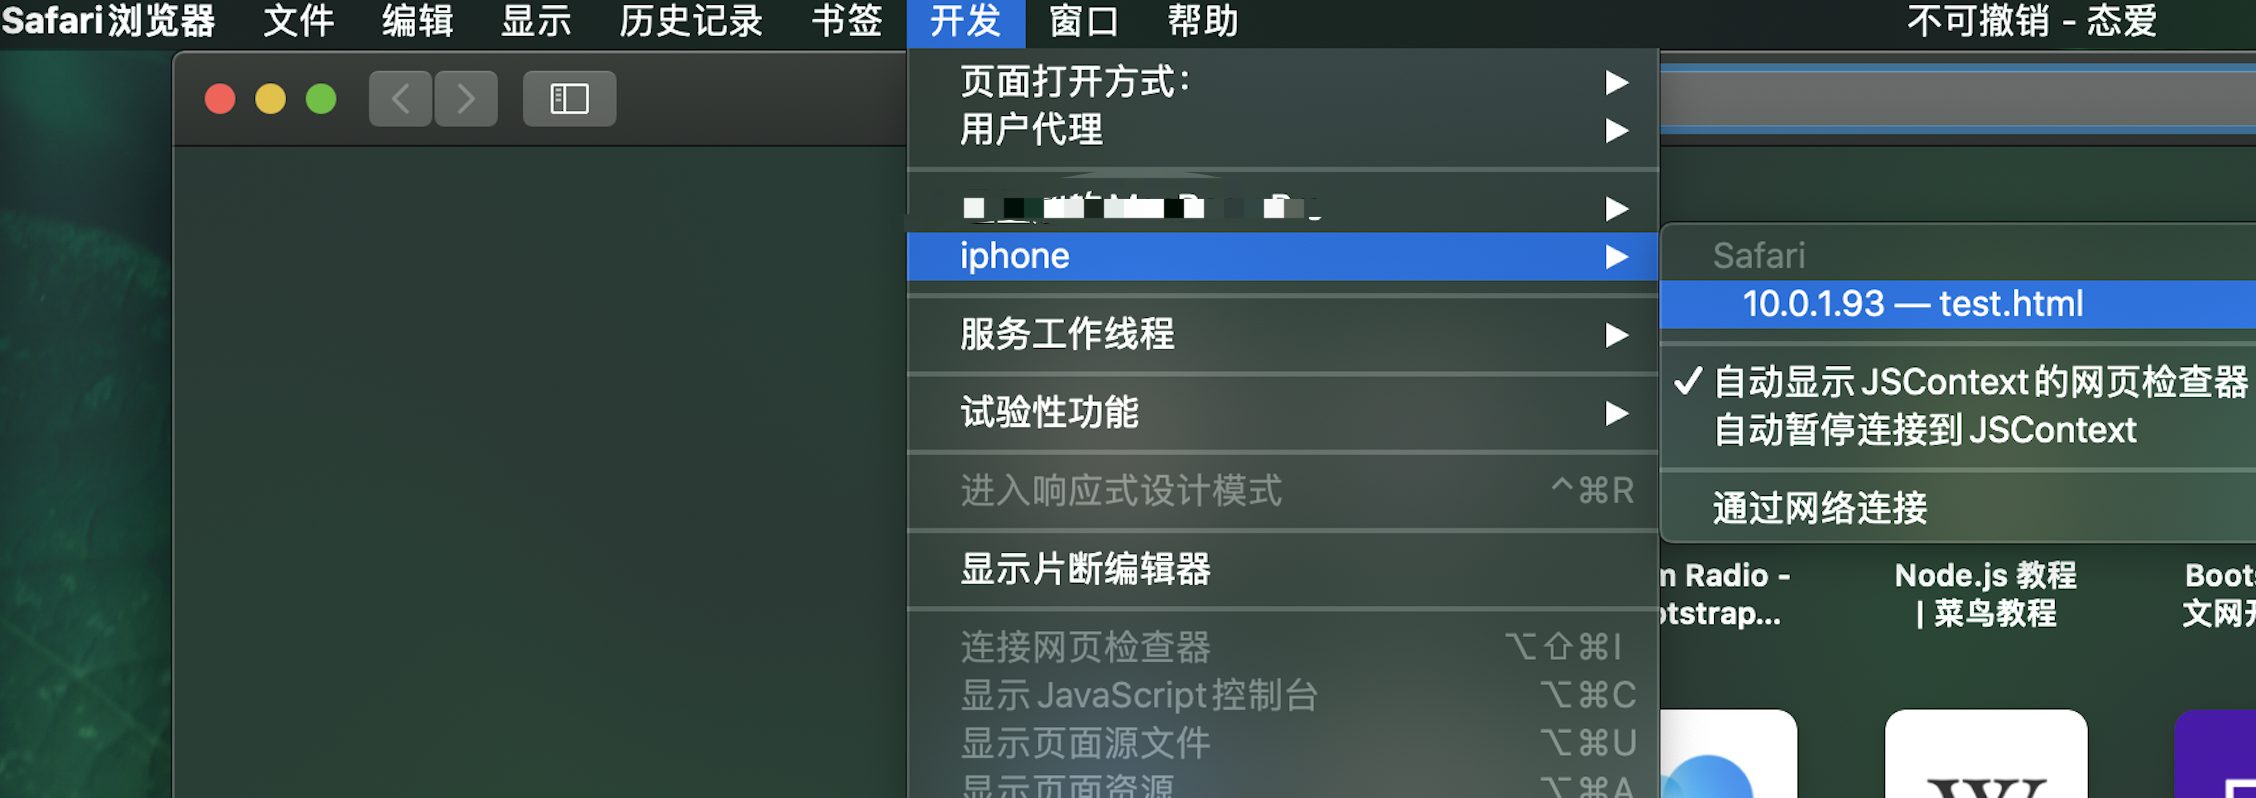 Safari浏览器 文件 编辑 显示 历史记录 书签 开发 窗口 帮助 不可撤销 - 态爱
页面打开方式：
用户代理
iphone
Safari
10.0.1.93 — test.html
自动显示 JSContext 的网页检查器
自动暂停连接到 JSContext
通过网络连接
服务工作线程
试验性功能
进入响应式设计模式 ^⌘R
显示片断编辑器
连接网页检查器 ⌥⇧⌘I
显示 JavaScript 控制台 ⌥⌘C
显示页面源文件 ⌥⌘U
显示页面资源 ⌥⌘A
m Radio -
otstrap...
Node.js 教程
| 菜鸟教程
Boots
文网
W